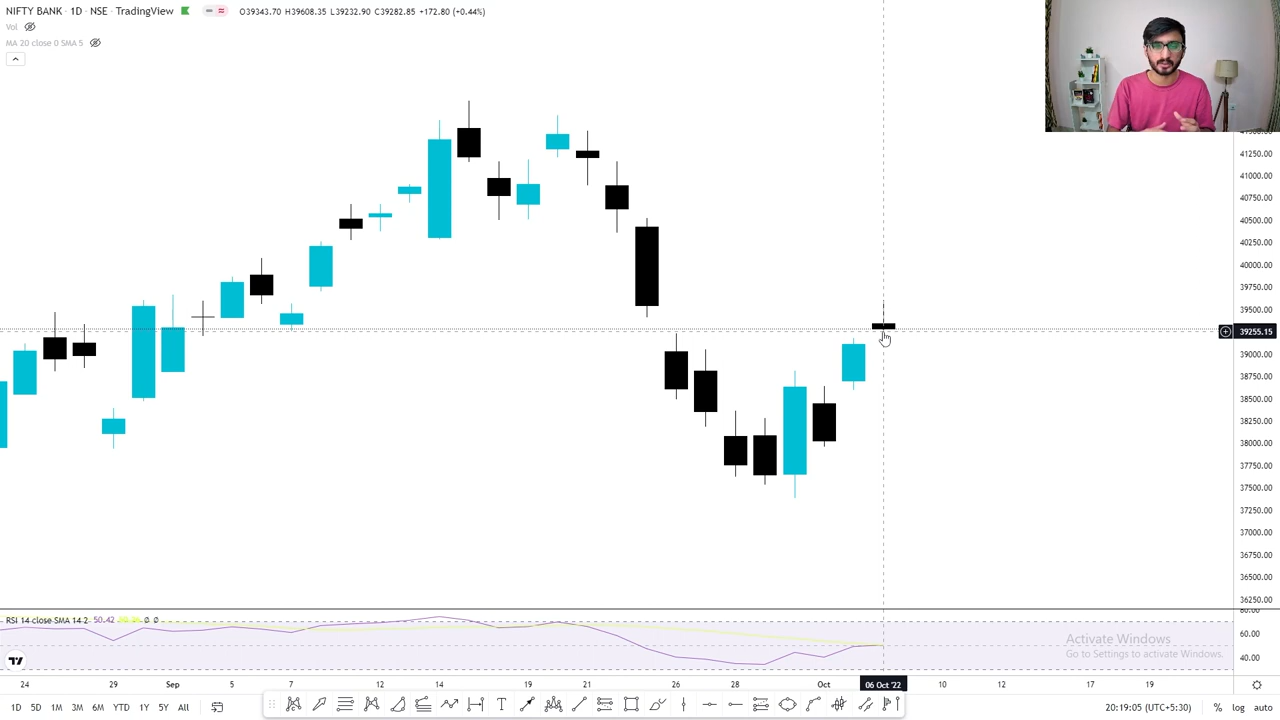 NIFTY BANK · 1D · NSE · TradingView O39343.70 H39608.35 L39232.90 C39282.85 +172.80 (+0.44%)
Vol
MA 20 close 0 SMA 5
41250.00
41000.00
40750.00
40500.00
40250.00
40000.00
39750.00
39500.00
39255.15
39000.00
38750.00
38500.00
38250.00
38000.00
37750.00
37500.00
37250.00
37000.00
36750.00
36500.00
36250.00
RSI 14 close SMA 14 2 50.42 Ø Ø
60.00
40.00
Activate Windows
Go to Settings to activate Windows.
24 29 Sep 5 7 12 14 19 21 26 28 Oct 06 Oct '22 10 12 17 19
1D 5D 1M 3M 6M YTD 1Y 5Y All 20:19:05 (UTC+5:30) % log auto